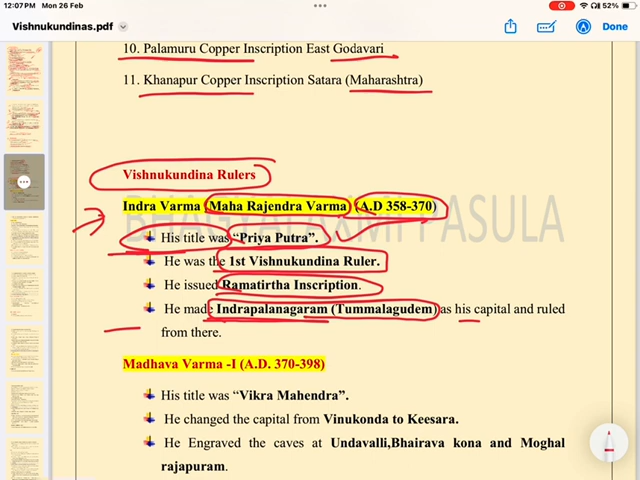 12:07PM Mon 26 Feb
52%
Vishnukundinas.pdf
Done
10. Palamuru Copper Inscription East Godavari
11. Khanapur Copper Inscription Satara (Maharashtra)
Vishnukundina Rulers
Indra Varma (Maha Rajendra Varma) (A.D 358-370)
His title was “Priya Putra”.
He was the 1st Vishnukundina Ruler.
He issued Ramatirtha Inscription.
He made Indrapalanagaram (Tummalagudem) as his capital and ruled
from there.
BHAGYALAXMI PASULA
Madhava Varma -I (A.D. 370-398)
His title was “Vikra Mahendra”.
He changed the capital from Vinukonda to Keesara.
He Engraved the caves at Undavalli,Bhairava kona and Moghal
rajapuram.